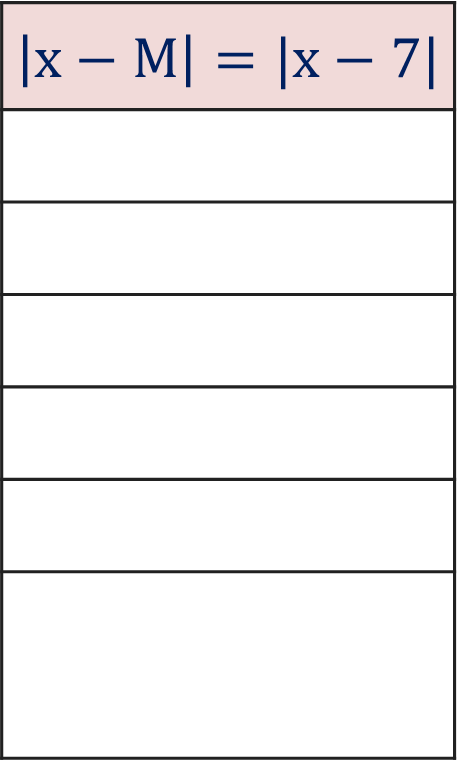 |x − M| = |x − 7|